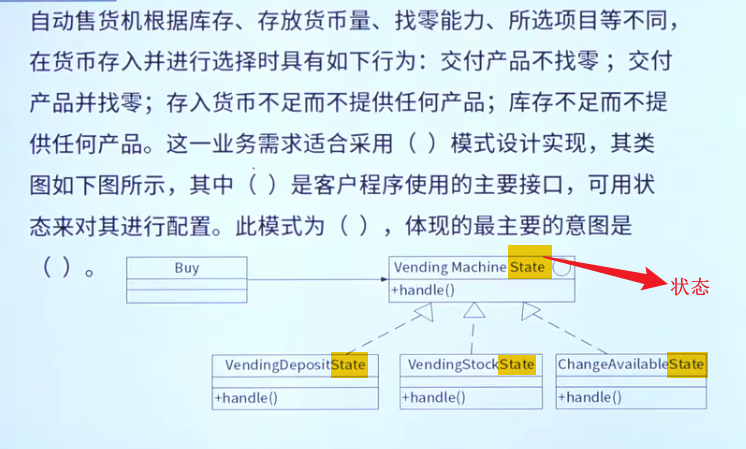 自动售货机根据库存、存放货币量、找零能力、所选项目等不同，
在货币存入并进行选择时具有如下行为：交付产品不找零；交付
产品并找零；存入货币不足而不提供任何产品；库存不足而不提
供任何产品。这一业务需求适合采用（ ）模式设计实现，其类
图如下图所示，其中（ ）是客户程序使用的主要接口，可用状
态来对其进行配置。此模式为（ ），体现的最主要的意图是
（ ）。
Buy
Vending Machine State
+handle()
状态
VendingDepositState
+handle()
VendingStockState
+handle()
ChangeAvailableState
+handle()